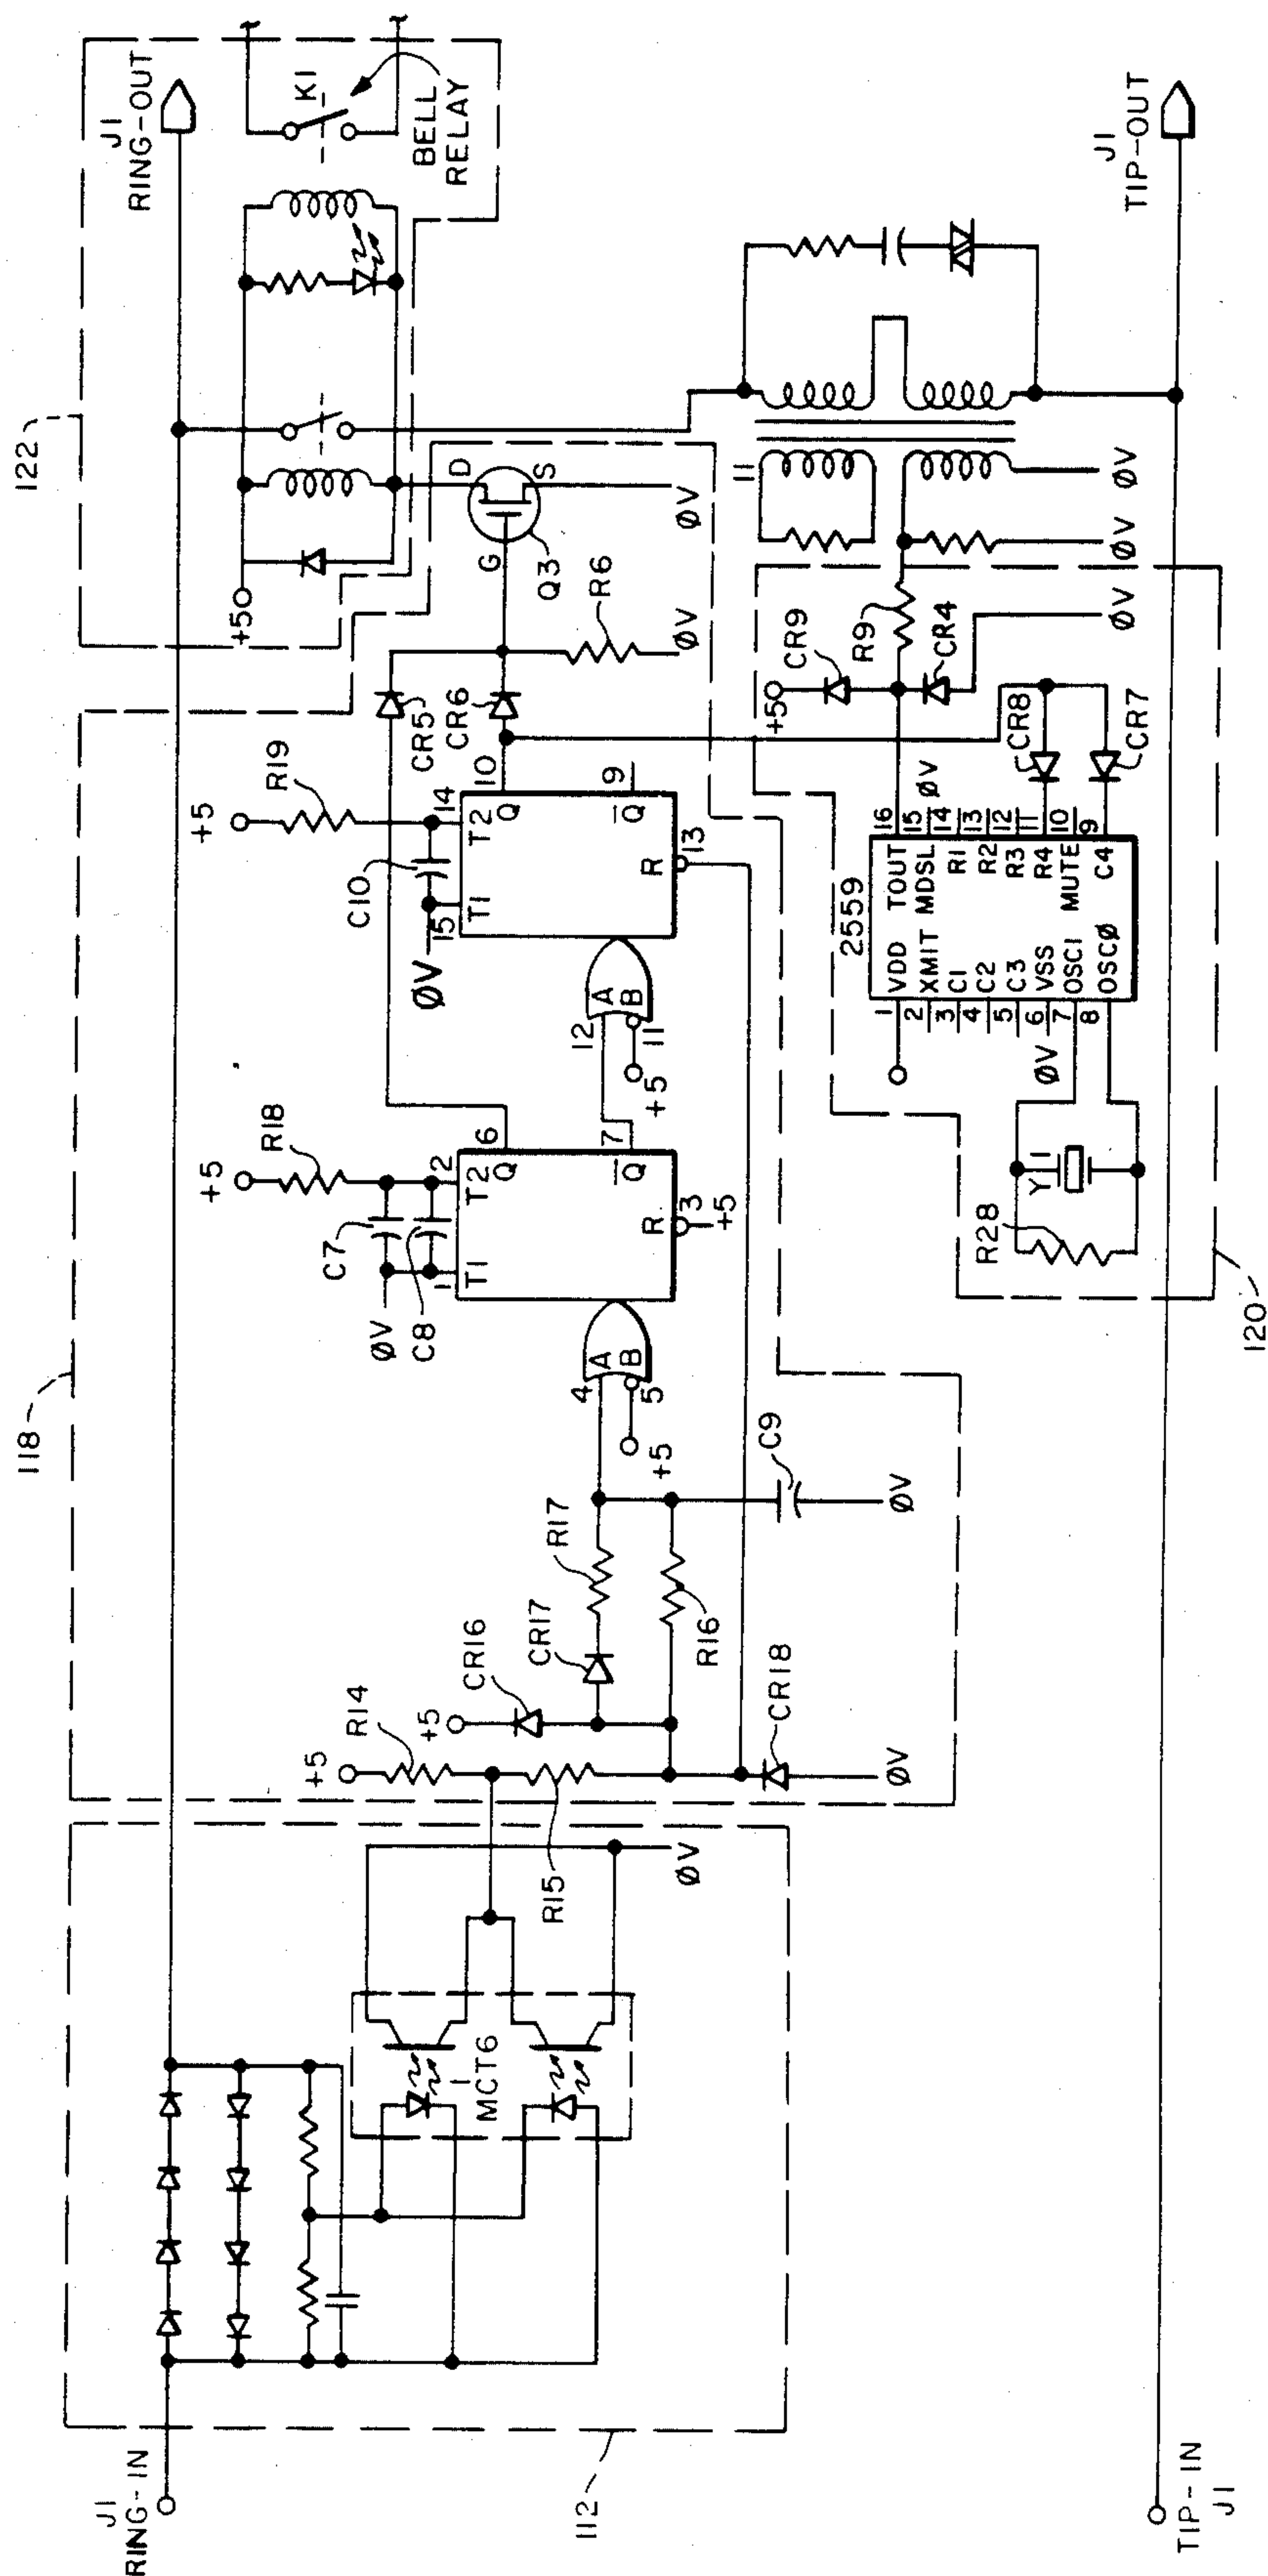 122
J1
RING-OUT
K1
BELL
RELAY
+5
D
G
S
Q3
ØV
R6
ØV
118
+5
R19
CR5
CR6
C10
14
T2
15
T1
ØV
10
Q
Q
9
R
13
12
A
B
11
+5
+5
R18
C7
ØV
C8
2
T2
1
T1
6
Q
Q
7
R
3
+5
4
A
B
5
+5
R17
CR17
CR16
+5
R14
+5
R15
R16
C9
ØV
CR18
ØV
112
MCT6
1
ØV
J1
RING-IN
TIP-IN
J1
J1
TIP-OUT
11
ØV
ØV
ØV
+5
CR9
R9
CR4
CR8
CR7
2559
1 VDD TOUT 16
2 XMIT MDSL 15 ØV
3 C1 R1 14
4 C2 R2 13
5 C3 R3 12
ØV 6 VSS R4 11
7 OSC1 MUTE 10
8 OSCØ C4 9
Y1
R28
120